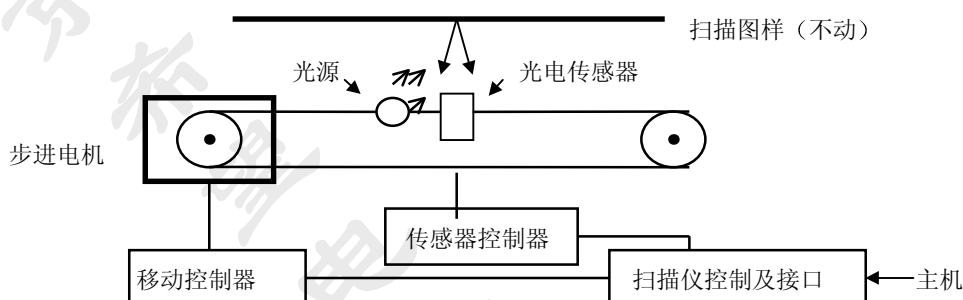 扫描图样（不动）
光源
光电传感器
步进电机
传感器控制器
移动控制器
扫描仪控制及接口
主机